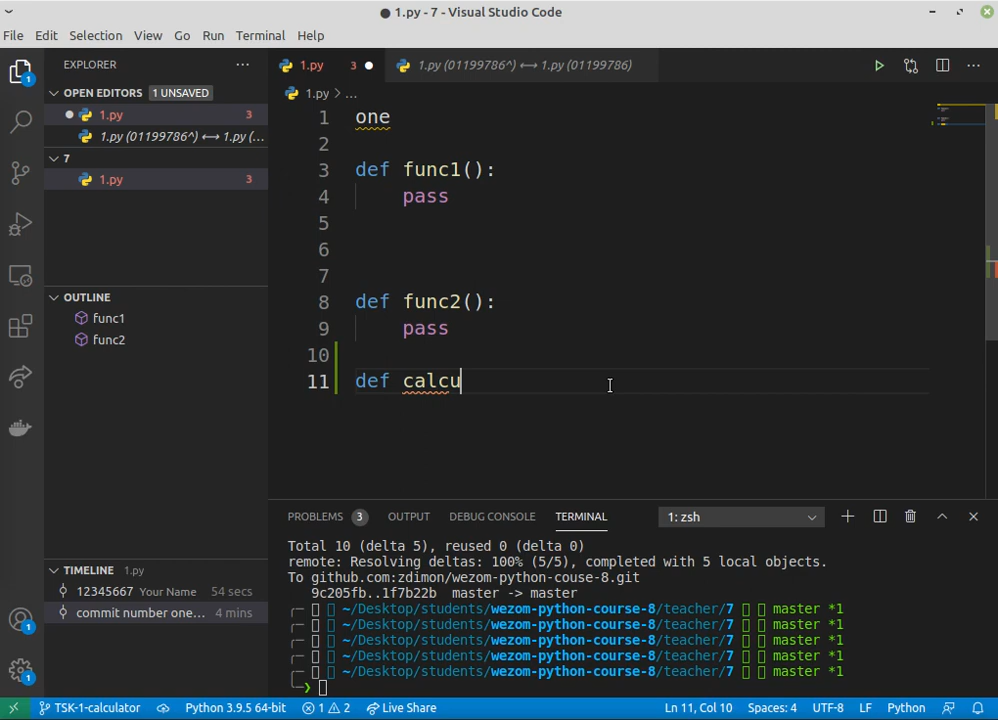 1.py - 7 - Visual Studio Code
File Edit Selection View Go Run Terminal Help
EXPLORER
1.py 3
1.py (01199786^) ⟷ 1.py (01199786)
OPEN EDITORS 1 UNSAVED
1.py 3
1.py (01199786^) ⟷ 1.py (...
7
1.py 3
OUTLINE
func1
func2
TIMELINE 1.py
12345667 Your Name 54 secs
commit number one... 4 mins
1.py > ...
1 one
2
3 def func1():
4 pass
5
6
7
8 def func2():
9 pass
10
11 def calcu
PROBLEMS 3 OUTPUT DEBUG CONSOLE TERMINAL 1: zsh
Total 10 (delta 5), reused 0 (delta 0)
remote: Resolving deltas: 100% (5/5), completed with 5 local objects.
To github.com:zdimon/wezom-python-couse-8.git
9c205fb..1f7b22b master -> master
~/Desktop/students/wezom-python-course-8/teacher/7 master *1
~/Desktop/students/wezom-python-course-8/teacher/7 master *1
~/Desktop/students/wezom-python-course-8/teacher/7 master *1
~/Desktop/students/wezom-python-course-8/teacher/7 master *1
~/Desktop/students/wezom-python-course-8/teacher/7 master *1
1
1
1
TSK-1-calculator Python 3.9.5 64-bit 1 2 Live Share Ln 11, Col 10 Spaces: 4 UTF-8 LF Python